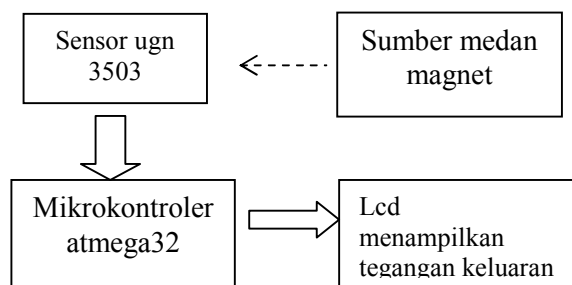 Sensor ugn
3503
Sumber medan
magnet
Mikrokontroler
atmega32
Lcd
menampilkan
tegangan keluaran